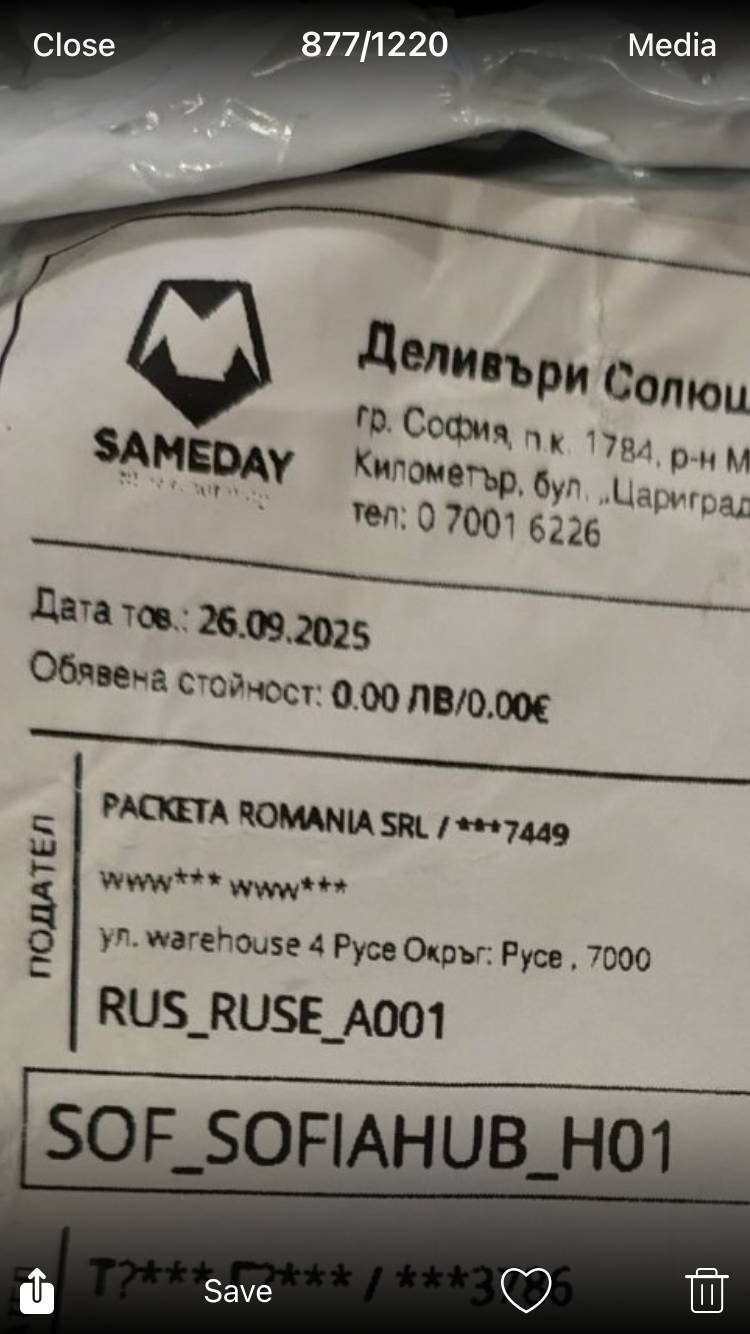 Close 877/1220 Media
SAMEDAY
Деливъри Солюш
гр. София, п.к. 1784, р-н М
Километър, бул. „Цариград
тел: 0 7001 6226
Дата тов.: 26.09.2025
Обявена стойност: 0.00 ЛВ/0.00€
ПОДАТЕЛ
PACKETA ROMANIA SRL / ***7449
www*** www***
ул. warehouse 4 Русе Окръг: Русе , 7000
RUS_RUSE_A001
SOF_SOFIAHUB_H01
T?*** Г?*** / ***3786
Save